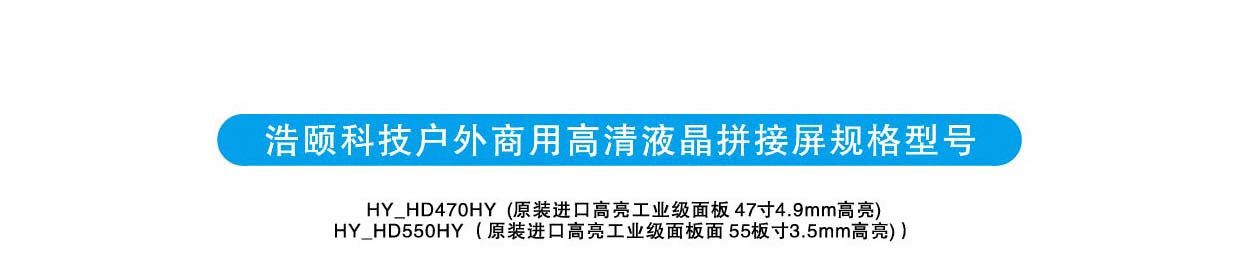 浩颐科技户外商用高清液晶拼接屏规格型号
HY_HD470HY (原装进口高亮工业级面板 47寸4.9mm高亮)
HY_HD550HY ( 原装进口高亮工业级面板面 55板寸3.5mm高亮) )